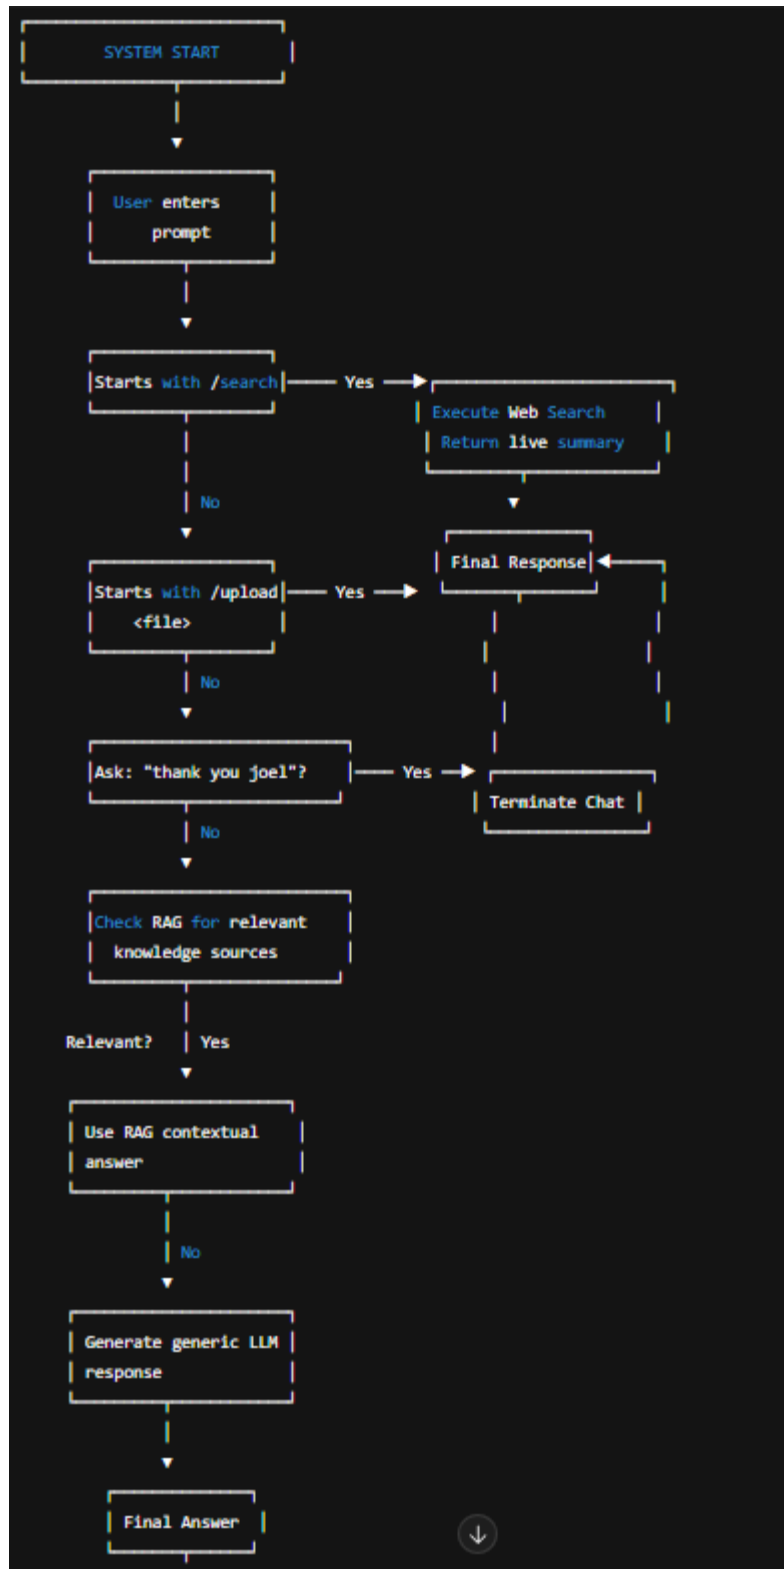 SYSTEM START
User enters
prompt
Starts with /search
Yes
Execute Web Search
Return live summary
No
Final Response
Starts with /upload
<file>
Yes
No
Ask: "thank you joel"?
Yes
Terminate Chat
No
Check RAG for relevant
knowledge sources
Relevant?
Yes
Use RAG contextual
answer
No
Generate generic LLM
response
Final Answer